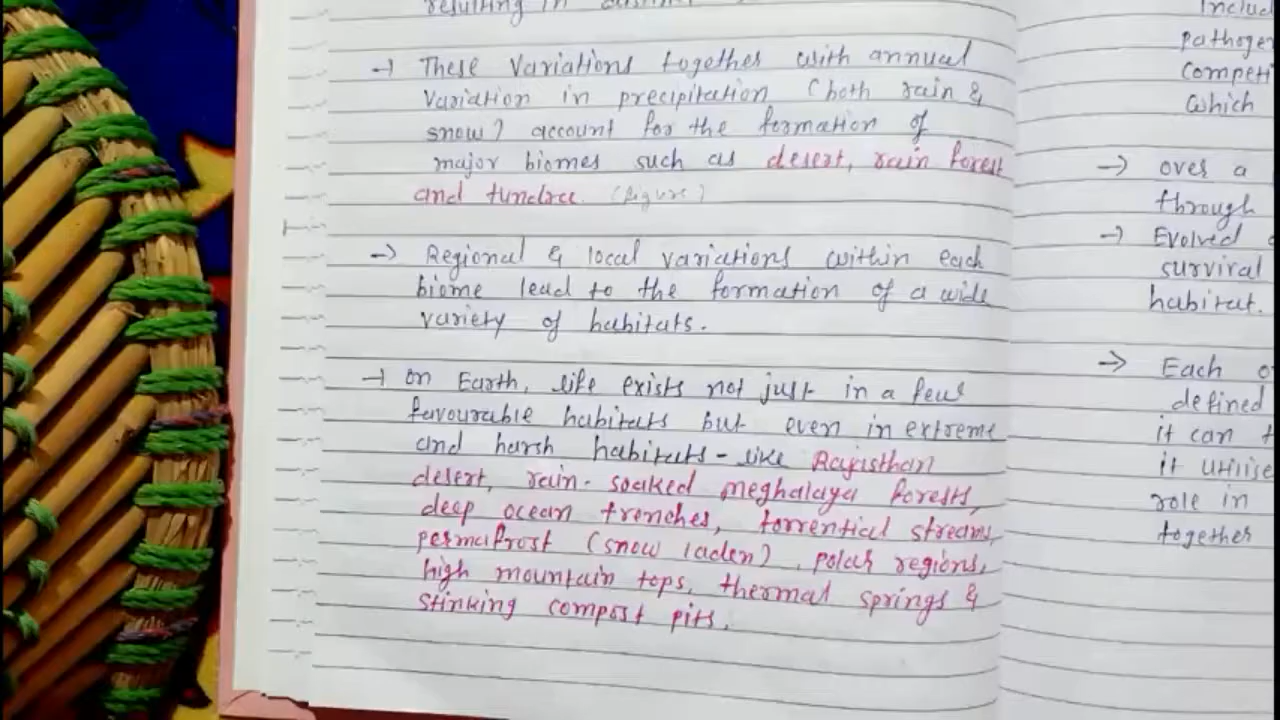 resulting in
→ These Variations together with annual
Variation in precipitation (both rain &
snow) account for the formation of
major biomes such as desert, rain forest
and tundra. (figure)
→ Regional & local variations within each
biome lead to the formation of a wide
variety of habitats.
→ On Earth, life exists not just in a few
favourable habitats but even in extreme
and harsh habitats - like Rajisthan
desert, rain-soaked meghalaya forests,
deep ocean trenches, torrential streams,
permafrost (snow laden), polar regions,
high mountain tops, thermal springs &
stinking compost pits.
Includ
pathoge
competi
which
→ over a
through
→ Evolved
survival
habitat.
→ Each o
defined
it can t
it utilise
role in
together